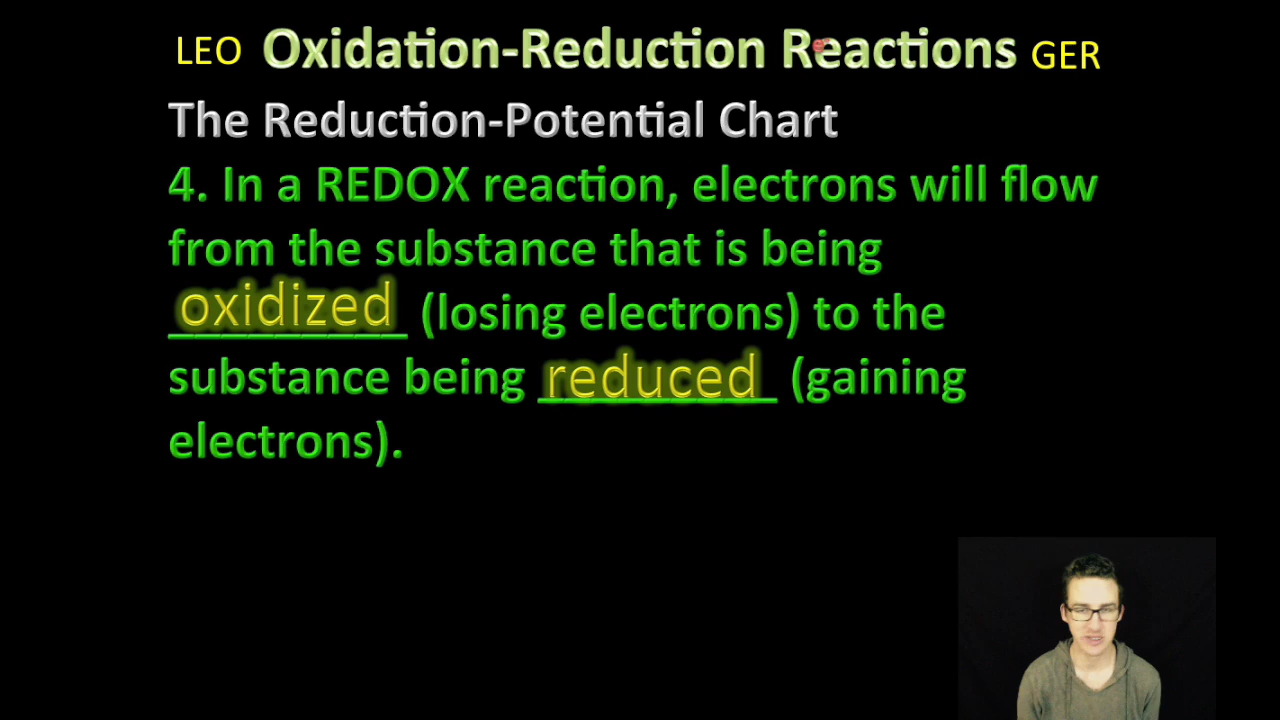 LEO Oxidation-Reduction Reactions GER
The Reduction-Potential Chart
4. In a REDOX reaction, electrons will flow
from the substance that is being
oxidized (losing electrons) to the
substance being reduced (gaining
electrons).